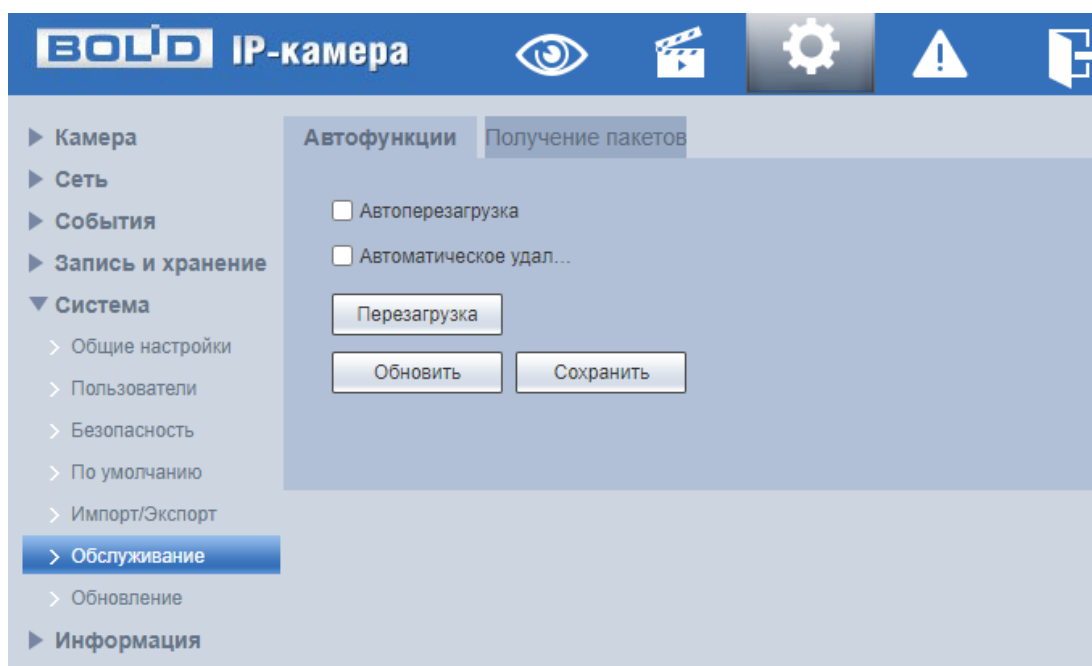 BOLID IP-камера
Камера
Сеть
События
Запись и хранение
Система
Общие настройки
Пользователи
Безопасность
По умолчанию
Импорт/Экспорт
Обслуживание
Обновление
Информация
Автофункции Получение пакетов
Автоперезагрузка
Автоматическое удал...
Перезагрузка
Обновить Сохранить